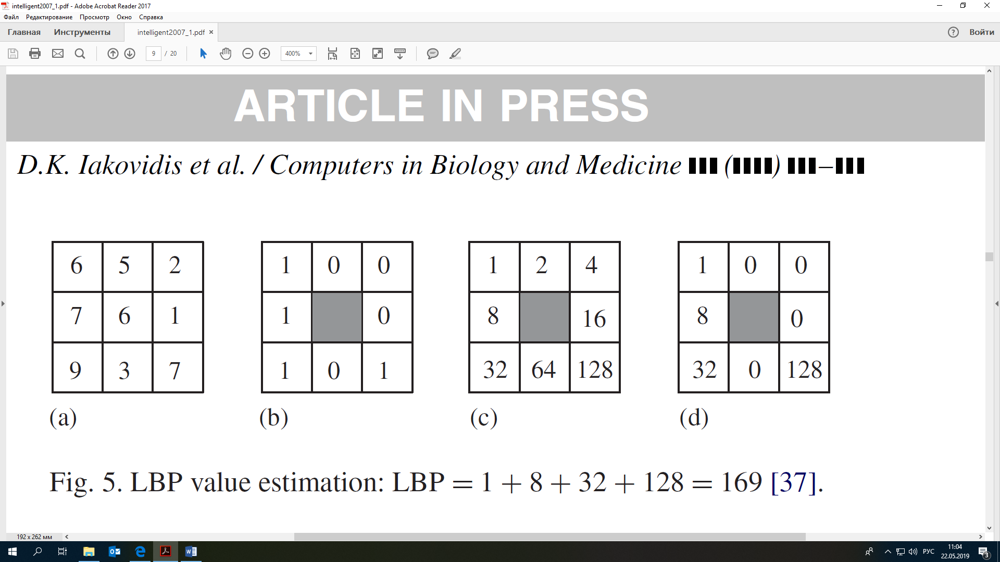 intelligent2007_1.pdf - Adobe Acrobat Reader 2017
Файл Редактирование Просмотр Окно Справка
Главная Инструменты intelligent2007_1.pdf × ? Войти
9 / 20 400%
ARTICLE IN PRESS
D.K. Iakovidis et al. / Computers in Biology and Medicine ▮▮▮ (▮▮▮▮) ▮▮▮–▮▮▮
6 5 2 1 0 0 1 2 4 1 0 0
7 6 1 1 0 8 16 8 0
9 3 7 1 0 1 32 64 128 32 0 128
(a) (b) (c) (d)
Fig. 5. LBP value estimation: LBP = 1 + 8 + 32 + 128 = 169 [37].
192 x 262 мм
РУС 11:04
22.05.2019 3